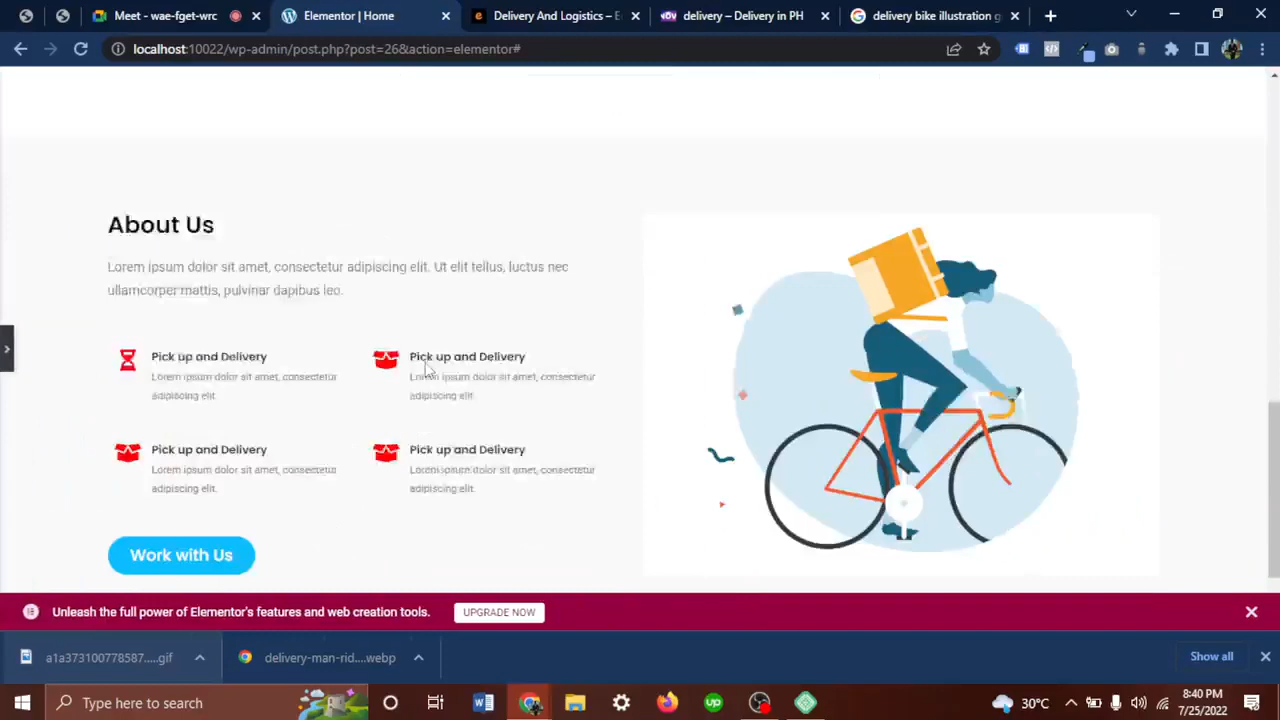 Meet - wae-fget-wrc
Elementor | Home
Delivery And Logistics – E
delivery – Delivery in PH
delivery bike illustration g
localhost:10022/wp-admin/post.php?post=26&action=elementor#
About Us
Lorem ipsum dolor sit amet, consectetur adipiscing elit. Ut elit tellus, luctus nec
ullamcorper mattis, pulvinar dapibus leo.
Pick up and Delivery
Lorem ipsum dolor sit amet, consectetur
adipiscing elit.
Pick up and Delivery
Lorem ipsum dolor sit amet, consectetur
adipiscing elit.
Pick up and Delivery
Lorem ipsum dolor sit amet, consectetur
adipiscing elit.
Pick up and Delivery
Lorem ipsum dolor sit amet, consectetur
adipiscing elit.
Work with Us
Unleash the full power of Elementor's features and web creation tools.
UPGRADE NOW
a1a373100778587.....gif
delivery-man-rid....webp
Show all
Type here to search
30°C
8:40 PM
7/25/2022